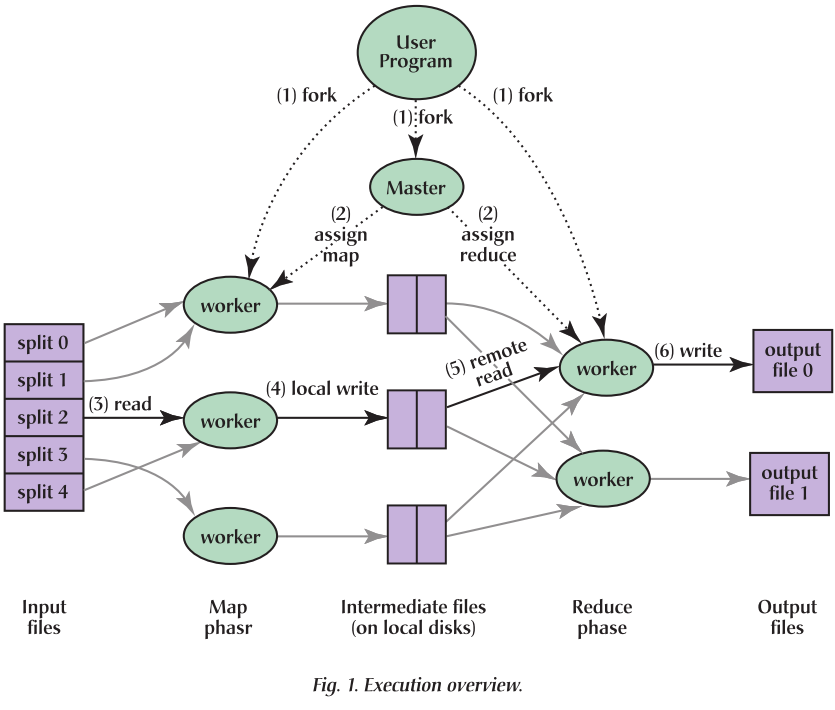 User
Program
(1) fork
(1) fork
(1) fork
Master
(2)
assign
map
(2)
assign
reduce
worker
split 0
split 1
split 2
split 3
split 4
(3) read
worker
(4) local write
(5) remote
read
worker
(6) write
output
file 0
worker
worker
output
file 1
Input
files
Map
phasr
Intermediate files
(on local disks)
Reduce
phase
Output
files
Fig. 1. Execution overview.